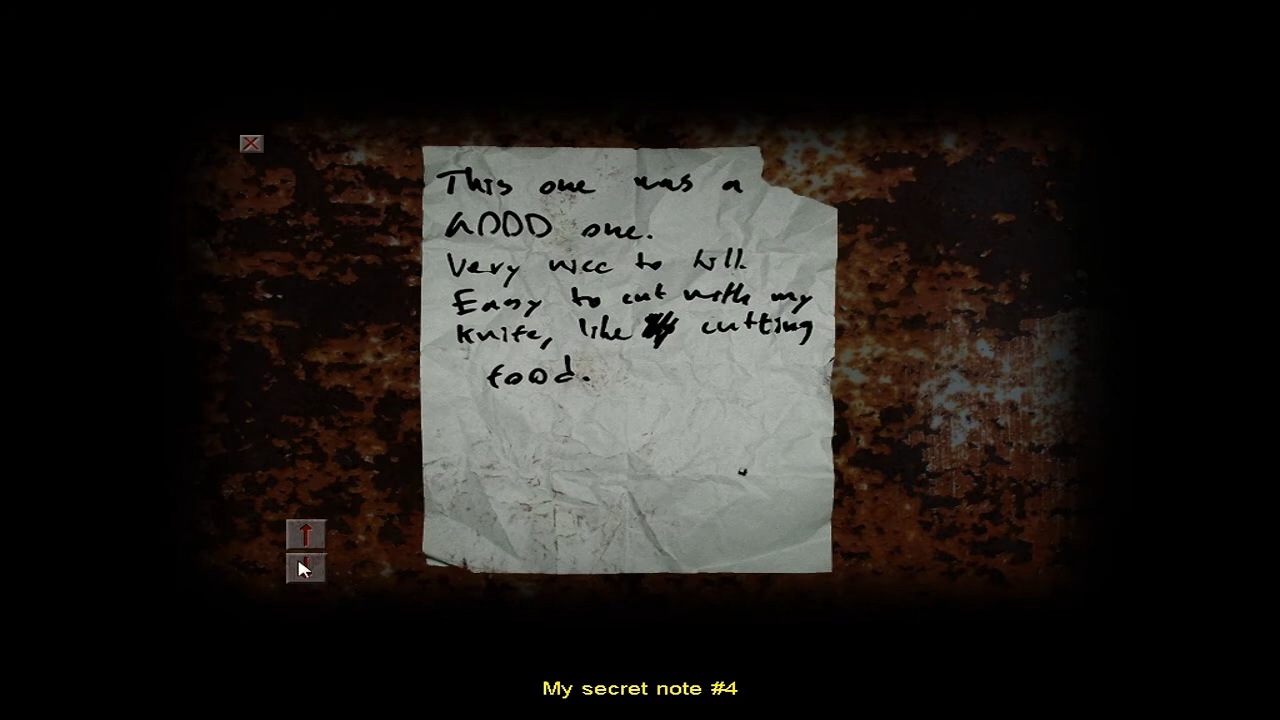 This one was a
GOOD one.
Very nice to kill.
Easy to cut with my
knife, like cutting
food.
My secret note #4